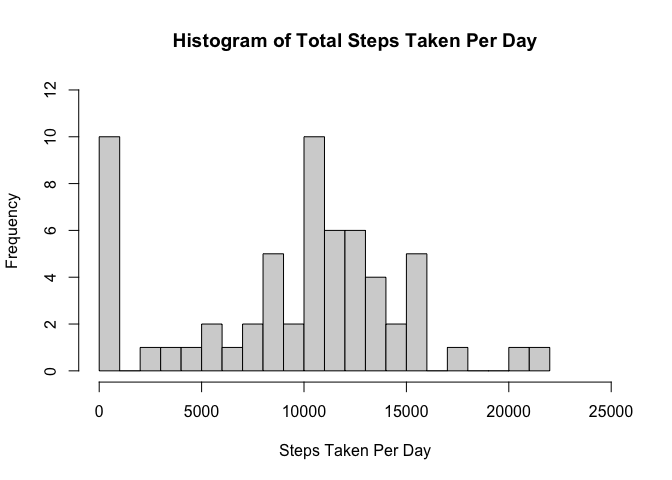 Histogram of Total Steps Taken Per Day
12
10
8
6
4
2
0
Frequency
0 5000 10000 15000 20000 25000
Steps Taken Per Day